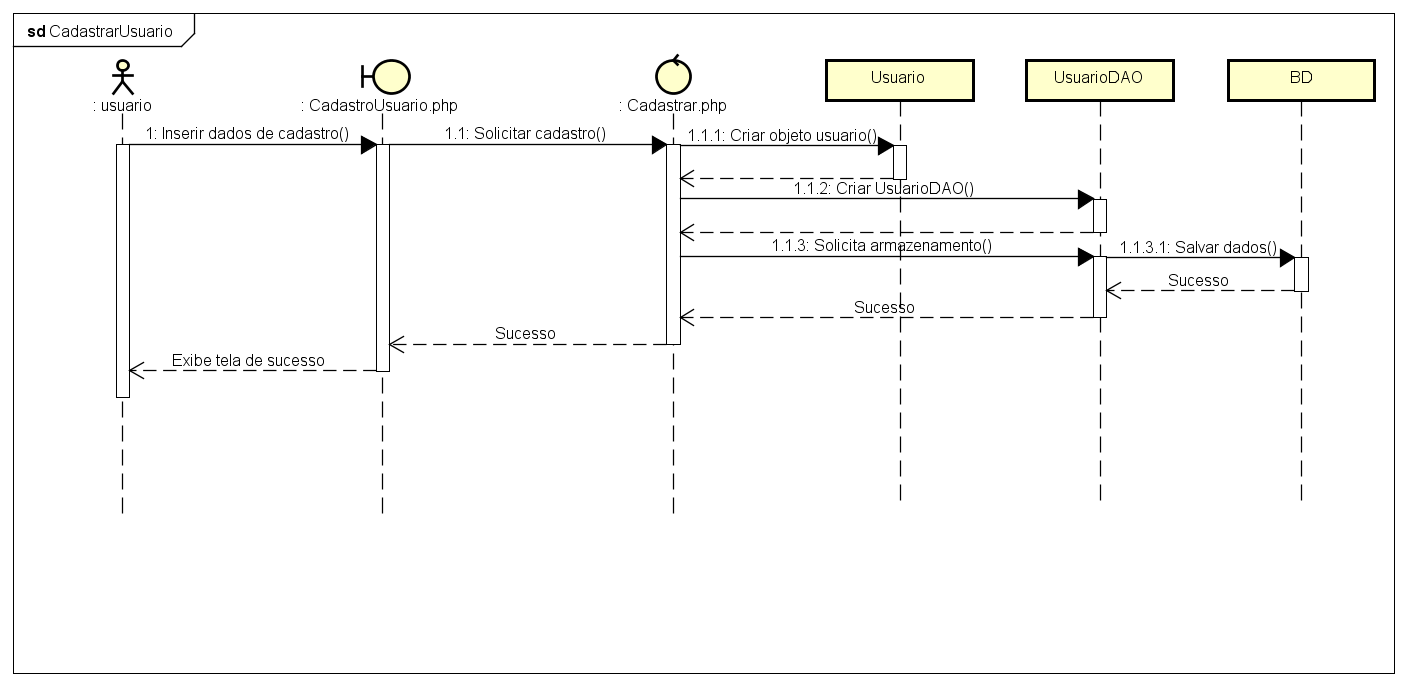 sd CadastrarUsuario
: usuario
: CadastroUsuario.php
: Cadastrar.php
Usuario
UsuarioDAO
BD
1: Inserir dados de cadastro()
1.1: Solicitar cadastro()
1.1.1: Criar objeto usuario()
1.1.2: Criar UsuarioDAO()
1.1.3: Solicita armazenamento()
1.1.3.1: Salvar dados()
Sucesso
Sucesso
Sucesso
Exibe tela de sucesso